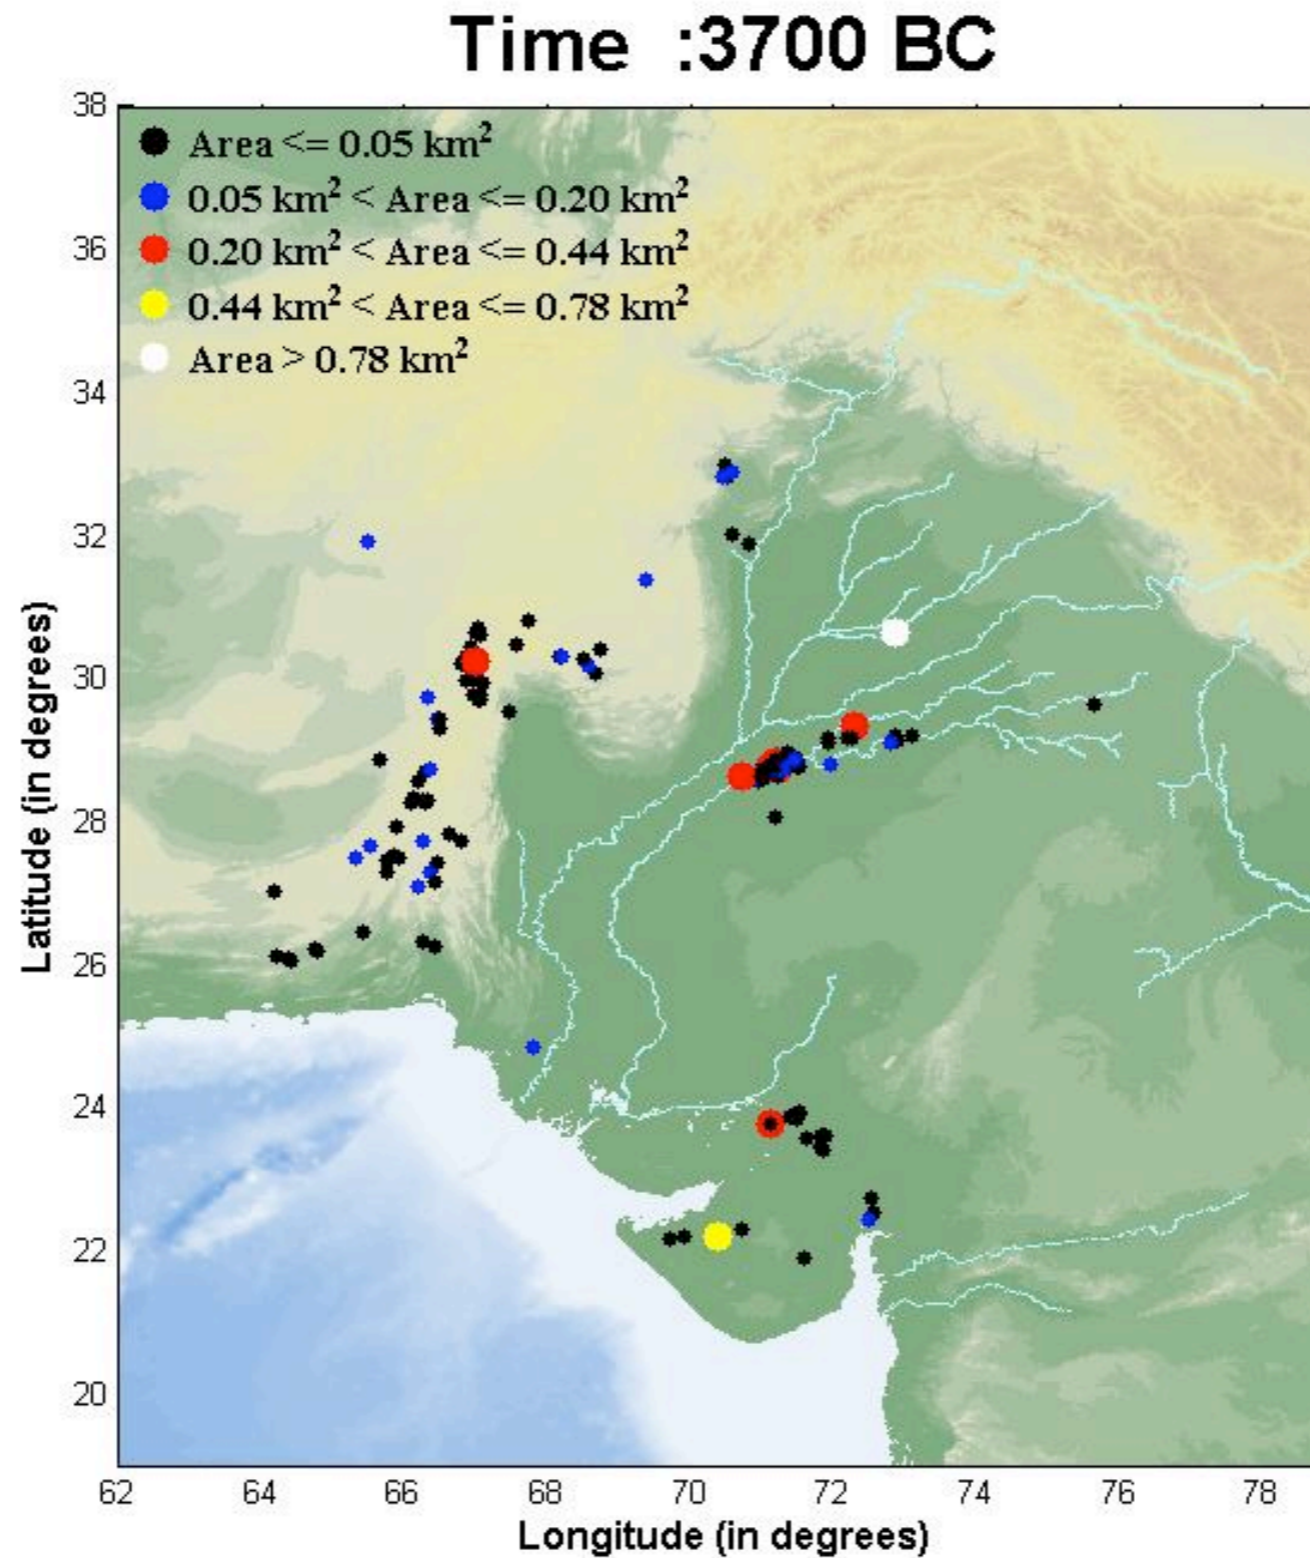 Time :3700 BC
Area <= 0.05 km²
0.05 km² < Area <= 0.20 km²
0.20 km² < Area <= 0.44 km²
0.44 km² < Area <= 0.78 km²
Area > 0.78 km²
38
36
34
32
30
28
26
24
22
20
Latitude (in degrees)
62 64 66 68 70 72 74 76 78
Longitude (in degrees)